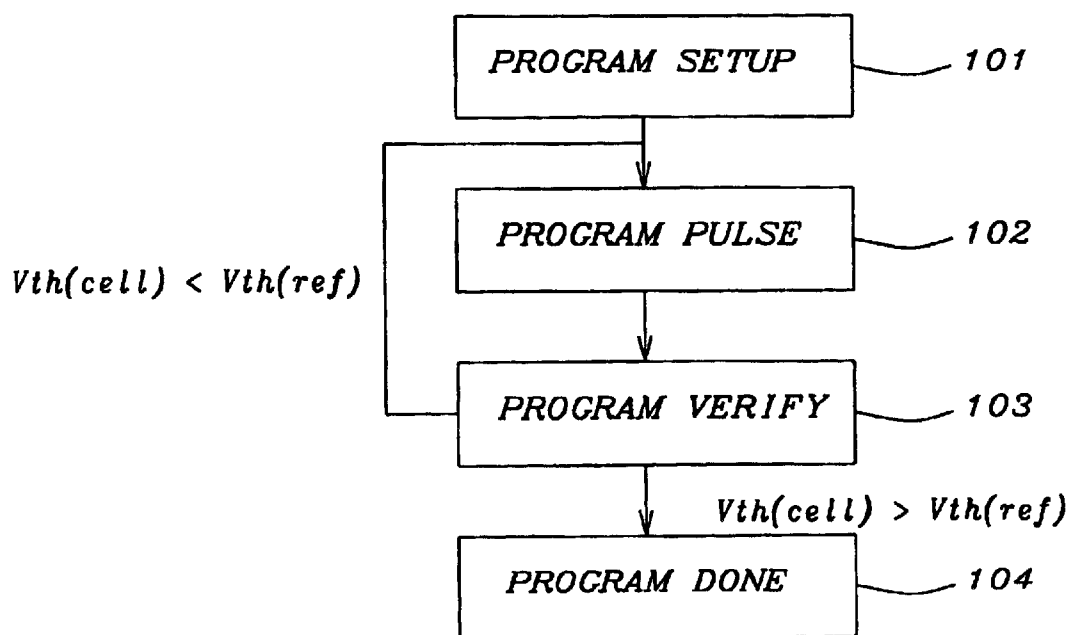 PROGRAM SETUP 101
PROGRAM PULSE 102
Vth(cell) < Vth(ref)
PROGRAM VERIFY 103
Vth(cell) > Vth(ref)
PROGRAM DONE 104